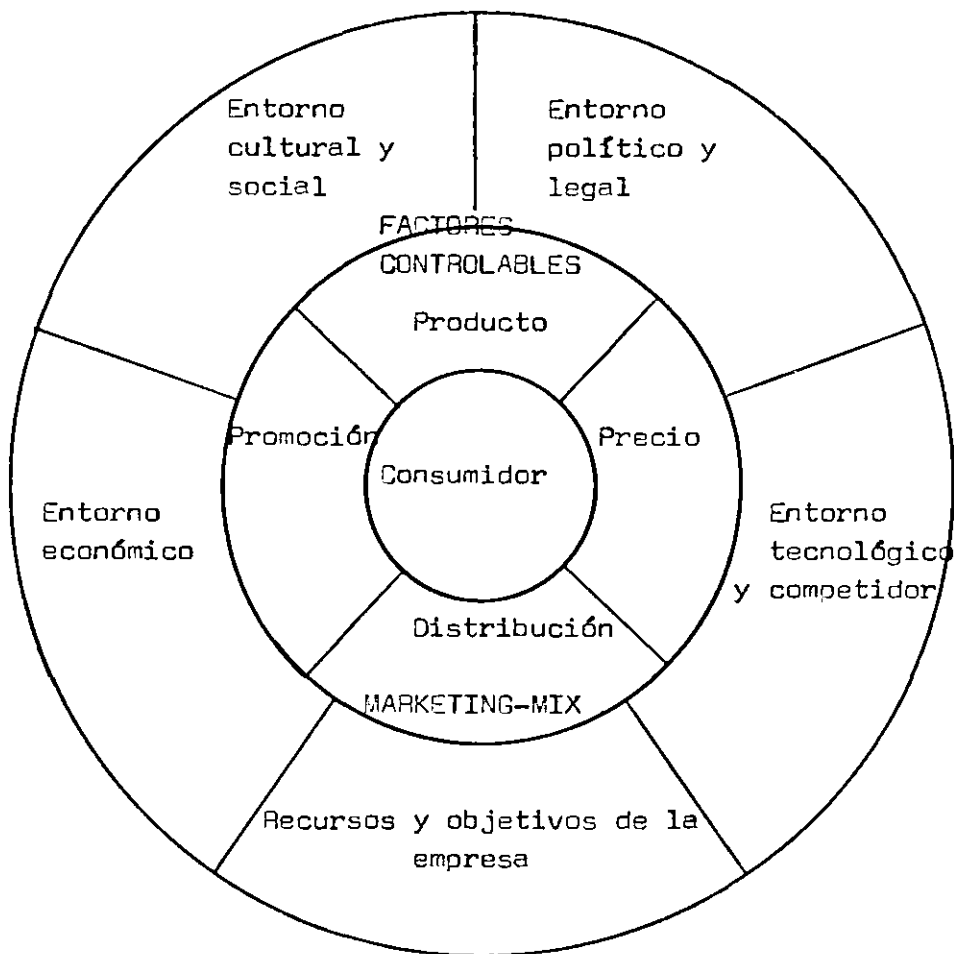 Entorno
cultural y
social
Entorno
político y
legal
FACTORES
CONTROLABLES
Producto
Promoción
Precio
Consumidor
Entorno
económico
Entorno
tecnológico
y competidor
Distribución
MARKETING-MIX
Recursos y objetivos de la
empresa